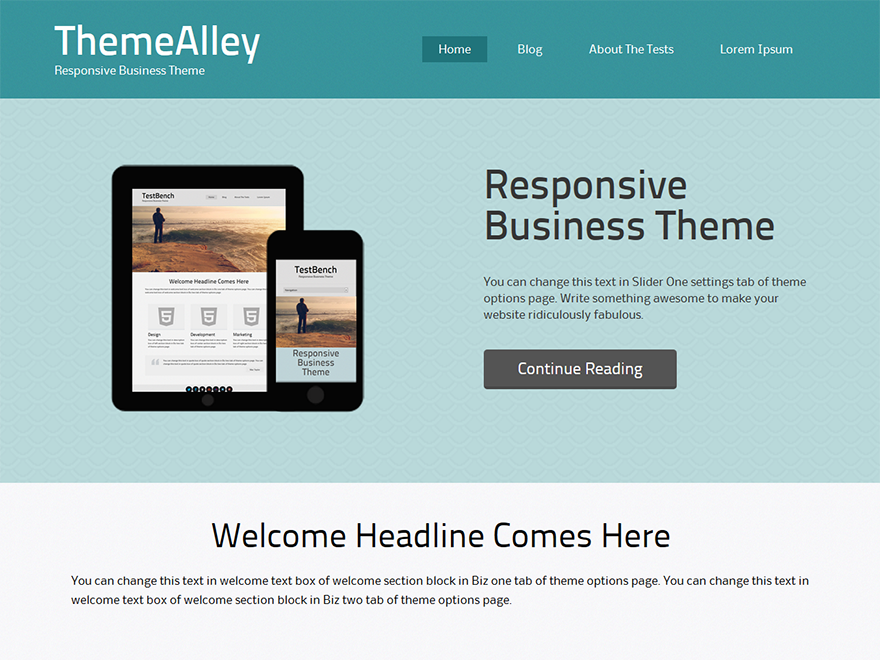 ThemeAlley
Responsive Business Theme
Home
Blog
About The Tests
Lorem Ipsum
TestBench
Welcome Headline Comes Here
Design
Development
Marketing
TestBench
Responsive
Business
Theme
Responsive
Business Theme
You can change this text in Slider One settings tab of theme
options page. Write something awesome to make your
website ridiculously fabulous.
Continue Reading
Welcome Headline Comes Here
You can change this text in welcome text box of welcome section block in Biz one tab of theme options page. You can change this text in
welcome text box of welcome section block in Biz two tab of theme options page.